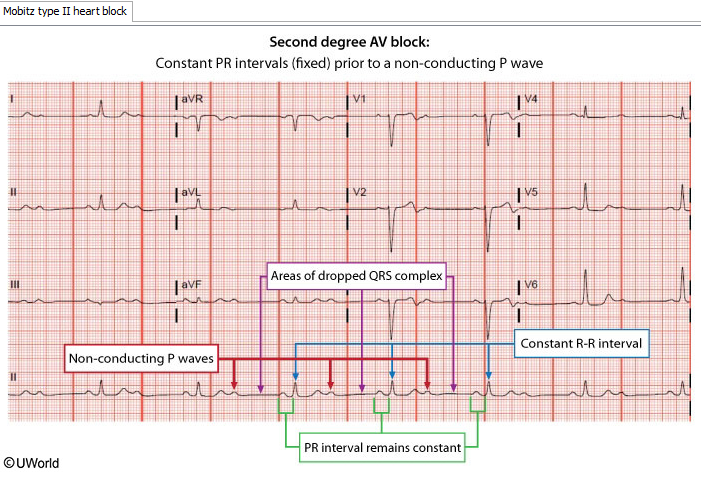 Mobitz type II heart block
Second degree AV block:
Constant PR intervals (fixed) prior to a non-conducting P wave
I
aVR
V1
V4
II
aVL
V2
V5
Areas of dropped QRS complex
III
aVF
V6
Constant R-R interval
Non-conducting P waves
II
PR interval remains constant
©UWorld